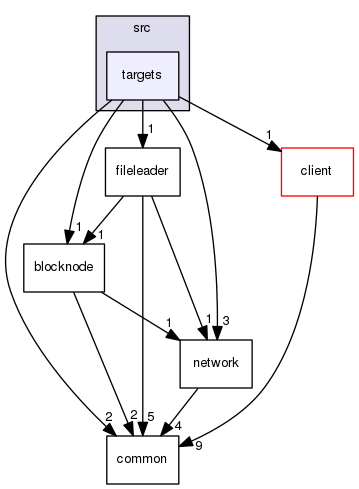 src
targets
1
1
fileleader
client
1
1
blocknode
1
1
3
network
2
2
5
4
9
common